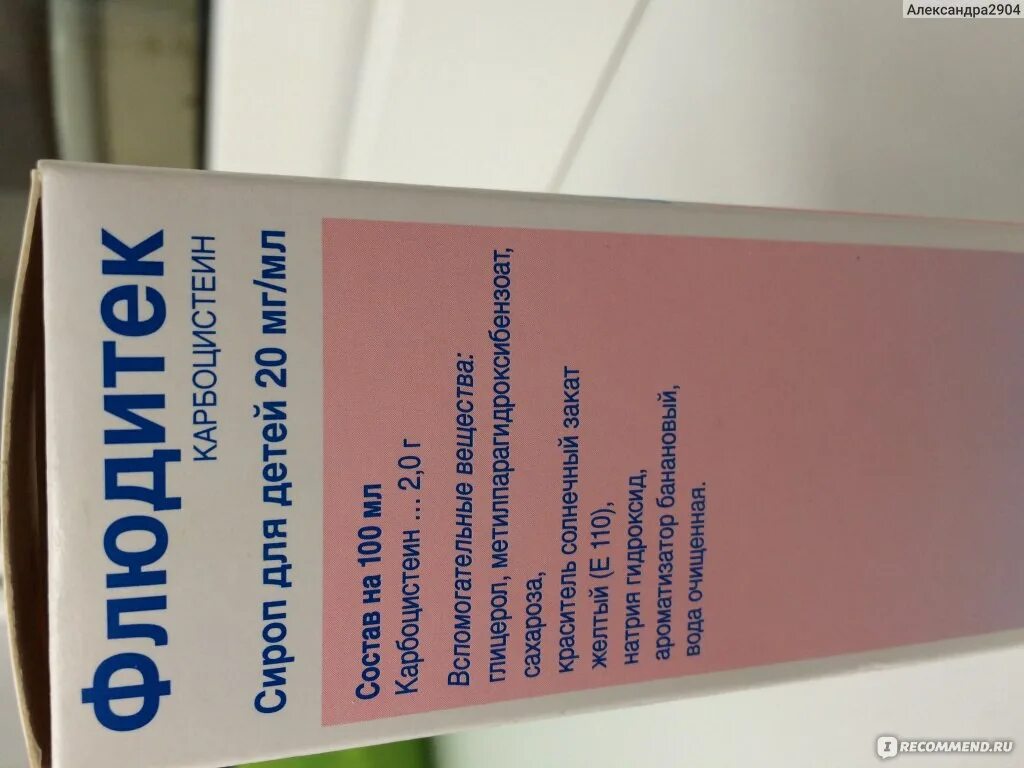 Александра2904
Флюдитек
КАРБОЦИСТЕИН
Сироп для детей 20 мг/мл
Состав на 100 мл
Карбоцистеин ... 2,0 г
Вспомогательные вещества:
глицерол, метилпарагидроксибензоат,
сахароза,
краситель солнечный закат
желтый (Е 110),
натрия гидроксид,
ароматизатор банановый,
вода очищенная.
IRECOMMEND.RU